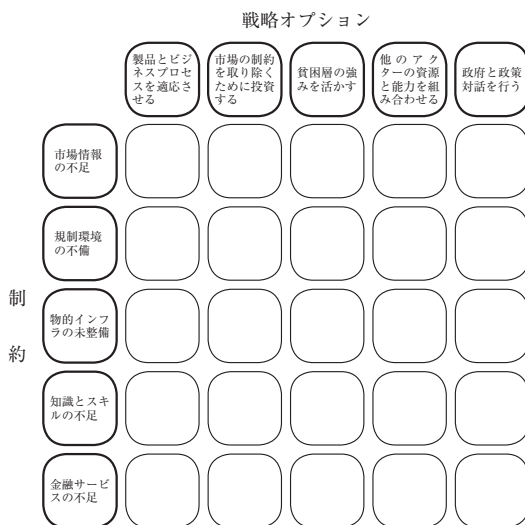 戦略オプション
製品とビジ
ネスプロセ
スを適応さ
せる
市場の制約
を取り除く
ために投資
する
貧困層の強
みを活かす
他のアク
ターの資源
と能力を組
み合わせる
政府と政策
対話を行う
制約
市場情報
の不足
規制環境
の不備
物的インフ
ラの未整備
知識とスキ
ルの不足
金融サービ
スの不足